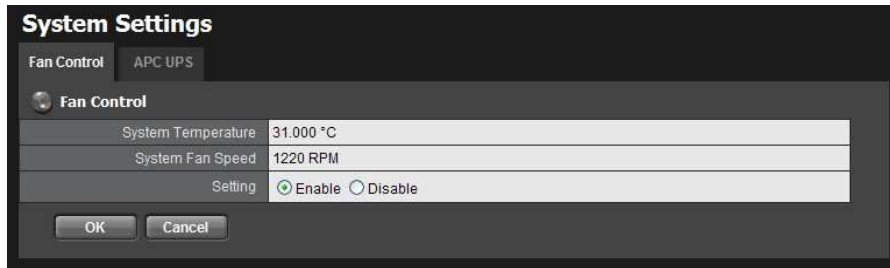 System Settings
Fan Control APC UPS
Fan Control
System Temperature 31.000 °C
System Fan Speed 1220 RPM
Setting Enable Disable
OK Cancel